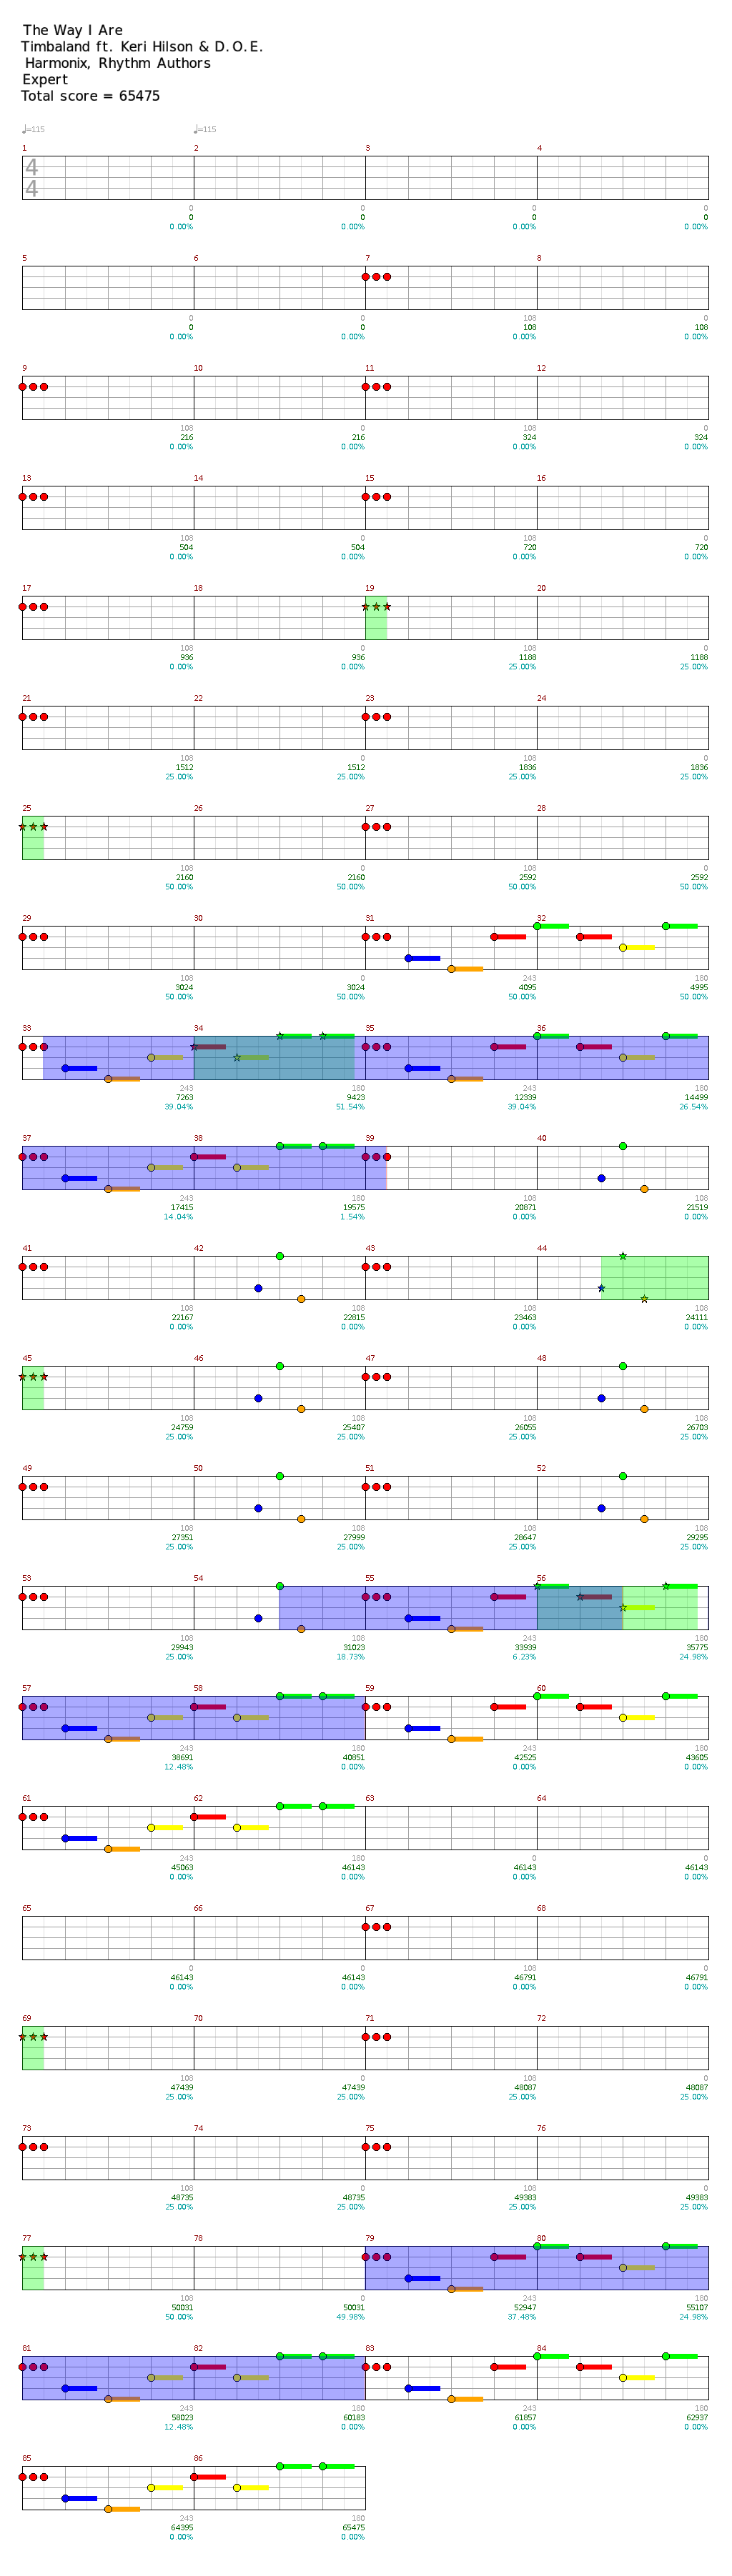 The Way I Are
Timbaland ft. Keri Hilson & D.O.E.
Harmonix, Rhythm Authors
Expert
Total score = 65475
♩=115 ♩=115
1 2 3 4
4
4
0 0 0 0
0 0 0 0
0.00% 0.00% 0.00% 0.00%
5 6 7 8
0 0 108 0
0 0 108 108
0.00% 0.00% 0.00% 0.00%
9 10 11 12
108 0 108 0
216 216 324 324
0.00% 0.00% 0.00% 0.00%
13 14 15 16
108 0 108 0
504 504 720 720
0.00% 0.00% 0.00% 0.00%
17 18 19 20
108 0 108 0
936 936 1188 1188
0.00% 0.00% 25.00% 25.00%
21 22 23 24
108 0 108 0
1512 1512 1836 1836
25.00% 25.00% 25.00% 25.00%
25 26 27 28
108 0 108 0
2160 2160 2592 2592
50.00% 50.00% 50.00% 50.00%
29 30 31 32
108 0 243 180
3024 3024 4095 4995
50.00% 50.00% 50.00% 50.00%
33 34 35 36
243 180 243 180
7263 9423 12339 14499
39.04% 51.54% 39.04% 26.54%
37 38 39 40
243 180 108 108
17415 19575 20871 21519
14.04% 1.54% 0.00% 0.00%
41 42 43 44
108 108 108 108
22167 22815 23463 24111
0.00% 0.00% 0.00% 0.00%
45 46 47 48
108 108 108 108
24759 25407 26055 26703
25.00% 25.00% 25.00% 25.00%
49 50 51 52
108 108 108 108
27351 27999 28647 29295
25.00% 25.00% 25.00% 25.00%
53 54 55 56
108 108 243 180
29943 31023 33939 35775
25.00% 18.73% 6.23% 24.98%
57 58 59 60
243 180 243 180
38691 40851 42525 43605
12.48% 0.00% 0.00% 0.00%
61 62 63 64
243 180 0 0
45063 46143 46143 46143
0.00% 0.00% 0.00% 0.00%
65 66 67 68
0 0 108 0
46143 46143 46791 46791
0.00% 0.00% 0.00% 0.00%
69 70 71 72
108 0 108 0
47439 47439 48087 48087
25.00% 25.00% 25.00% 25.00%
73 74 75 76
108 0 108 0
48735 48735 49383 49383
25.00% 25.00% 25.00% 25.00%
77 78 79 80
108 0 243 180
50031 50031 52947 55107
50.00% 49.98% 37.48% 24.98%
81 82 83 84
243 180 243 180
58023 60183 61857 62937
12.48% 0.00% 0.00% 0.00%
85 86
243 180
64395 65475
0.00% 0.00%